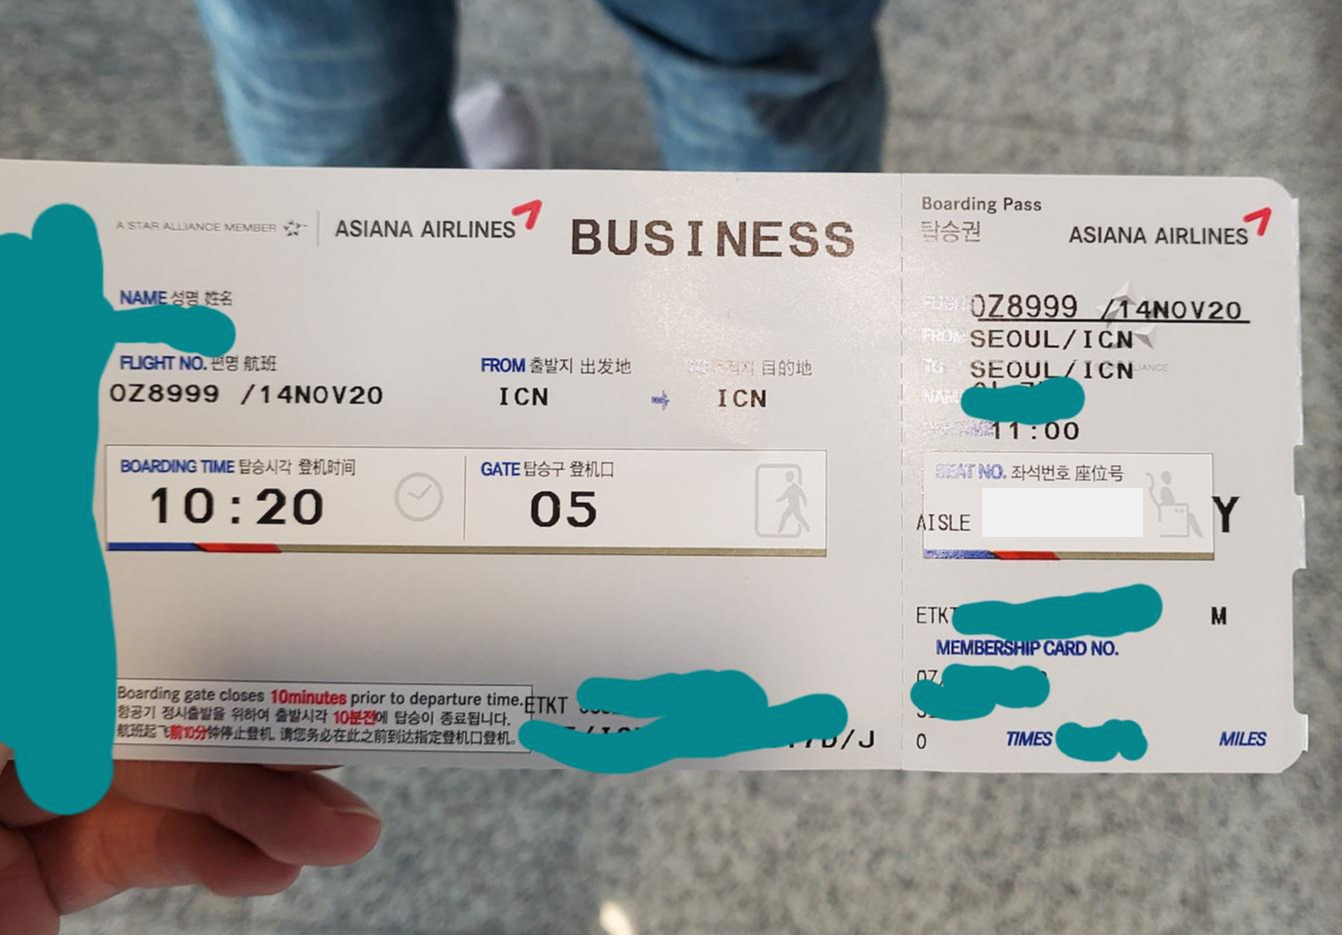 A STAR ALLIANCE MEMBER
ASIANA AIRLINES
BUSINESS
NAME 성명 姓名
FLIGHT NO. 편명 航班
OZ8999 /14NOV20
FROM 출발지 出发地
目的地
ICN
ICN
BOARDING TIME 탑승시각 登机时间
10:20
GATE 탑승구 登机口
05
Boarding gate closes 10minutes prior to departure time.
항공기 정시출발을 위하여 출발시각 10분전에 탑승이 종료됩니다.
航班起飞前10分钟停止登机, 请您务必在此之前到达指定登机口登机。
ETKT
Boarding Pass
탑승권
ASIANA AIRLINES
FLIGHT OZ8999 /14NOV20
FROM SEOUL/ICN
TO SEOUL/ICN
NAME
11:00
SEAT NO. 좌석번호 座位号
AISLE
Y
ETKT
M
MEMBERSHIP CARD NO.
0 TIMES MILES